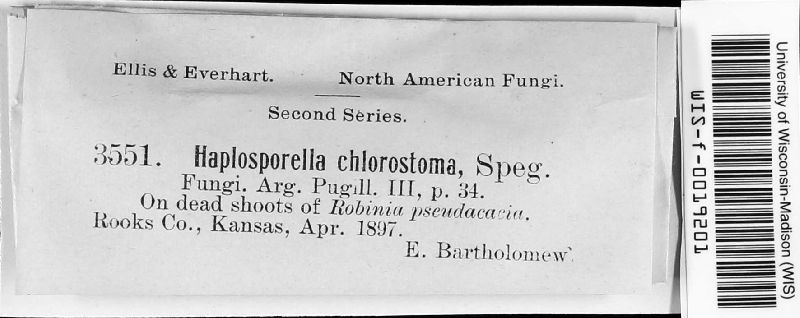 Ellis & Everhart. North American Fungi.
Second Series.
3551. Haplosporella chlorostoma, Speg.
Fungi. Arg. Pugill. III, p. 34.
On dead shoots of Robinia pseudacacia.
Rooks Co., Kansas, Apr. 1897.
E. Bartholomew.
University of Wisconsin-Madison (WIS)
WIS-f-0019201